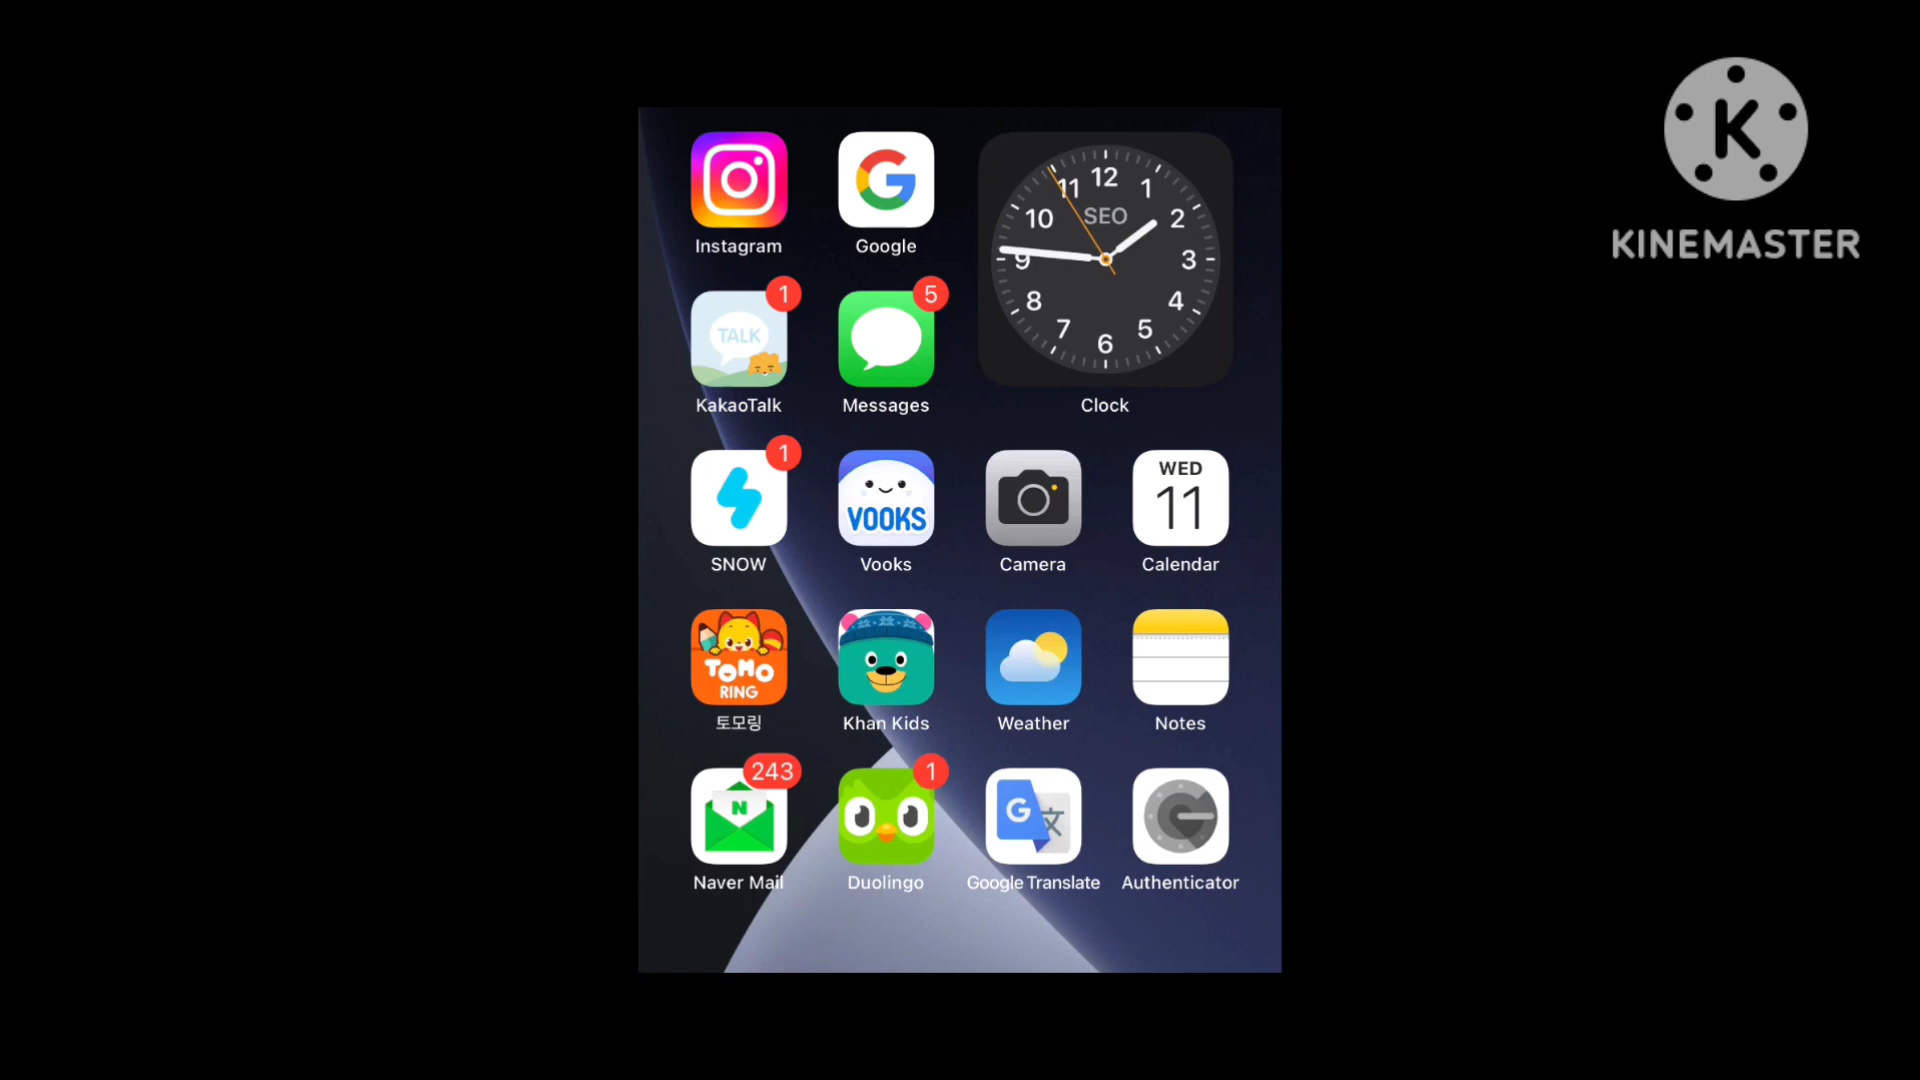 K
KINEMASTER
12
11
1
10
SEO
2
9
3
8
4
7
5
6
G
Instagram
Google
1
5
TALK
KakaoTalk
Messages
Clock
1
VOOKS
WED
11
SNOW
Vooks
Camera
Calendar
TOMO
RING
토모링
Khan Kids
Weather
Notes
243
1
N
G
文
Naver Mail
Duolingo
Google Translate
Authenticator